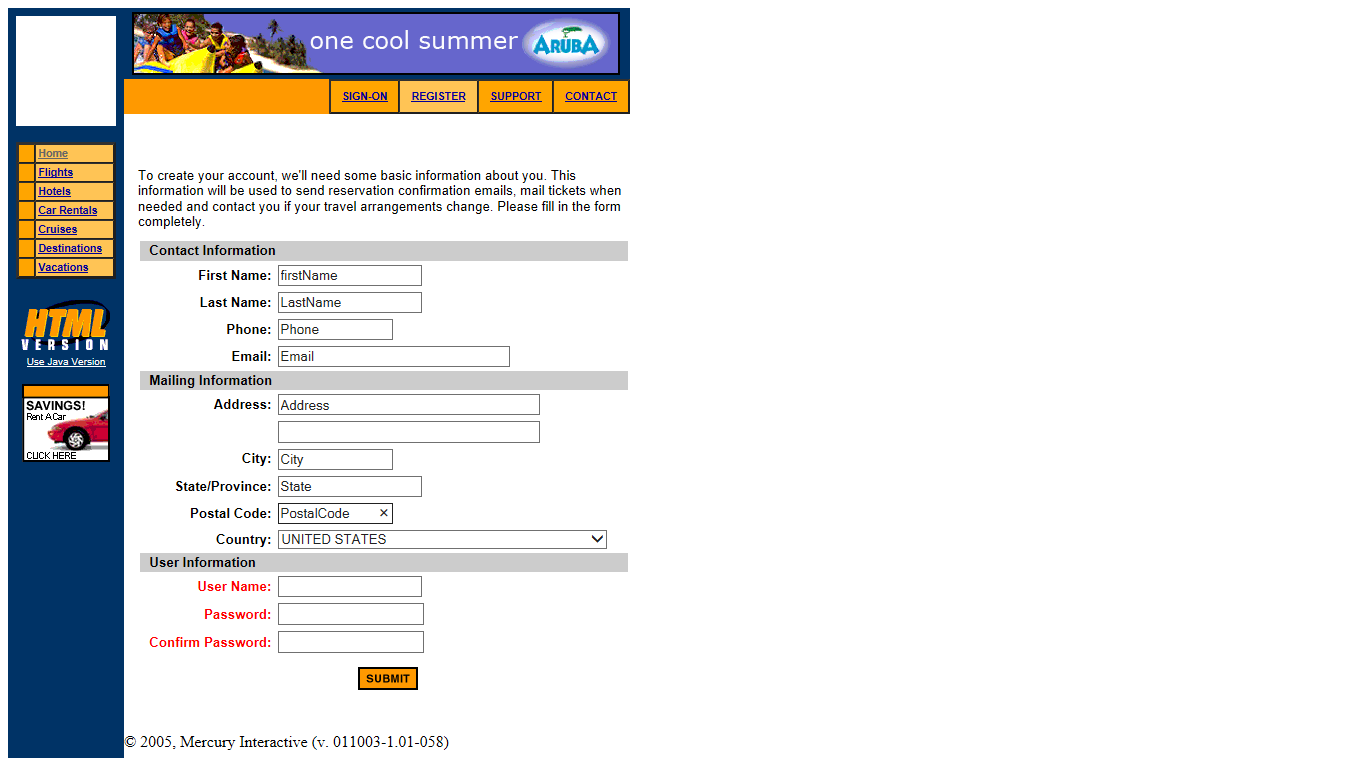 one cool summer ARUBA
SIGN-ON REGISTER SUPPORT CONTACT
Home
Flights
Hotels
Car Rentals
Cruises
Destinations
Vacations
HTML
VERSION
Use Java Version
SAVINGS!
Rent A Car
CLICK HERE
To create your account, we'll need some basic information about you. This
information will be used to send reservation confirmation emails, mail tickets when
needed and contact you if your travel arrangements change. Please fill in the form
completely.
Contact Information
First Name: firstName
Last Name: LastName
Phone: Phone
Email: Email
Mailing Information
Address: Address
City: City
State/Province: State
Postal Code: PostalCode ×
Country: UNITED STATES
User Information
User Name:
Password:
Confirm Password:
SUBMIT
© 2005, Mercury Interactive (v. 011003-1.01-058)